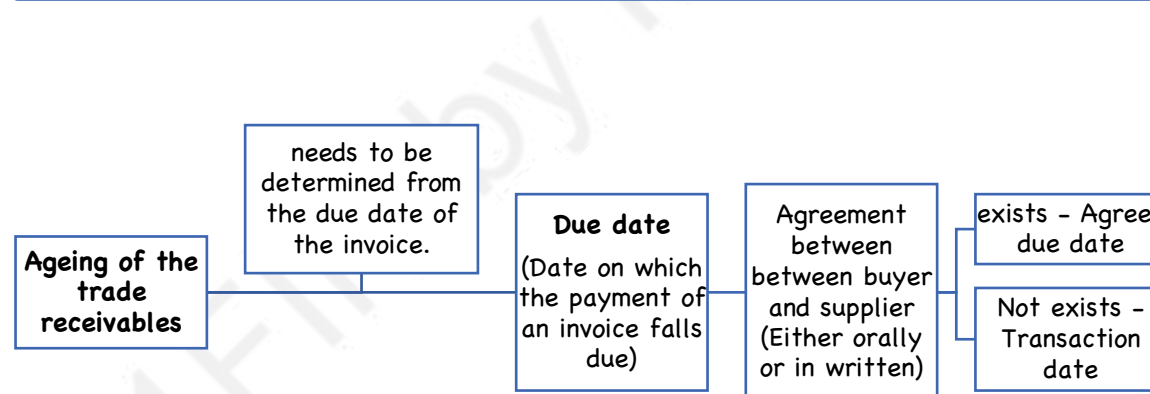 needs to be
determined from
the due date of
the invoice.
Ageing of the
trade
receivables
Due date
(Date on which
the payment of
an invoice falls
due)
Agreement
between
between buyer
and supplier
(Either orally
or in written)
exists - Agree
due date
Not exists -
Transaction
date
by